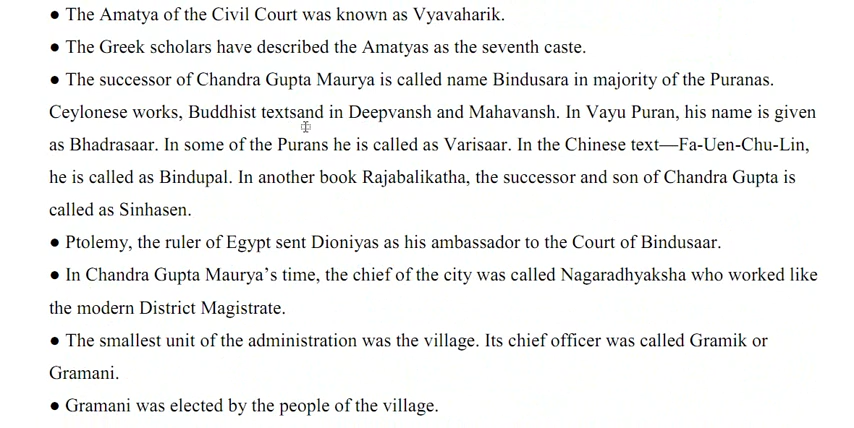 ● The Amatya of the Civil Court was known as Vyavaharik.
● The Greek scholars have described the Amatyas as the seventh caste.
● The successor of Chandra Gupta Maurya is called name Bindusara in majority of the Puranas.
Ceylonese works, Buddhist textsand in Deepvansh and Mahavansh. In Vayu Puran, his name is given
as Bhadrasaar. In some of the Purans he is called as Varisaar. In the Chinese text—Fa-Uen-Chu-Lin,
he is called as Bindupal. In another book Rajabalikatha, the successor and son of Chandra Gupta is
called as Sinhasen.
● Ptolemy, the ruler of Egypt sent Dioniyas as his ambassador to the Court of Bindusaar.
● In Chandra Gupta Maurya’s time, the chief of the city was called Nagaradhyaksha who worked like
the modern District Magistrate.
● The smallest unit of the administration was the village. Its chief officer was called Gramik or
Gramani.
● Gramani was elected by the people of the village.